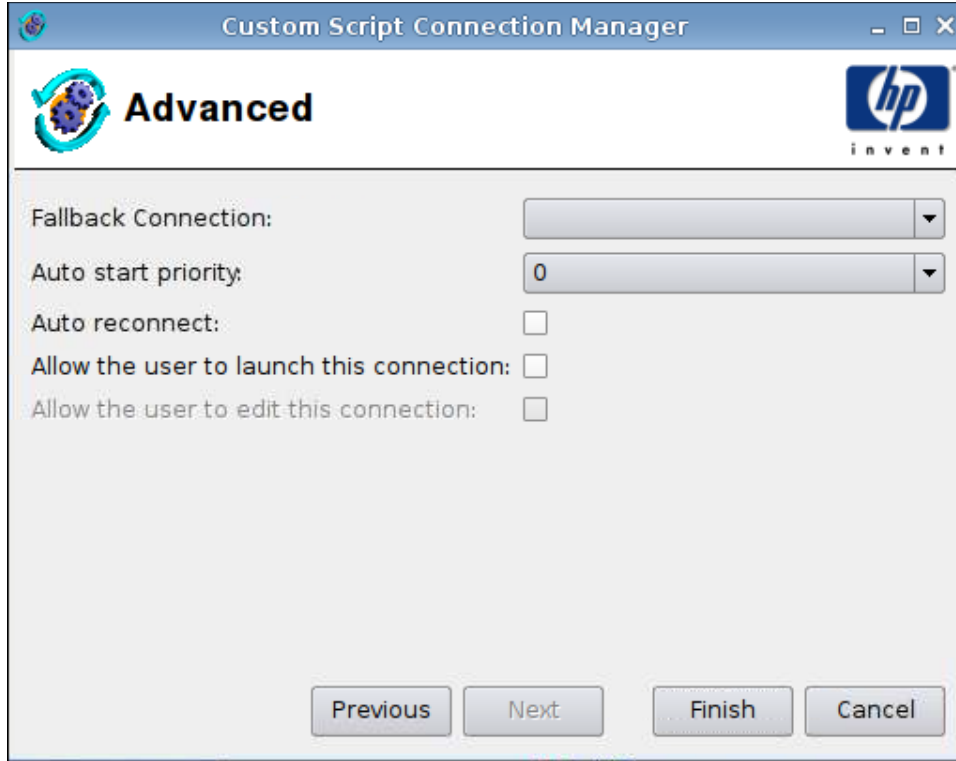 Custom Script Connection Manager
Advanced
hp
invent
Fallback Connection:
Auto start priority: 0
Auto reconnect:
Allow the user to launch this connection:
Allow the user to edit this connection:
Previous Next Finish Cancel